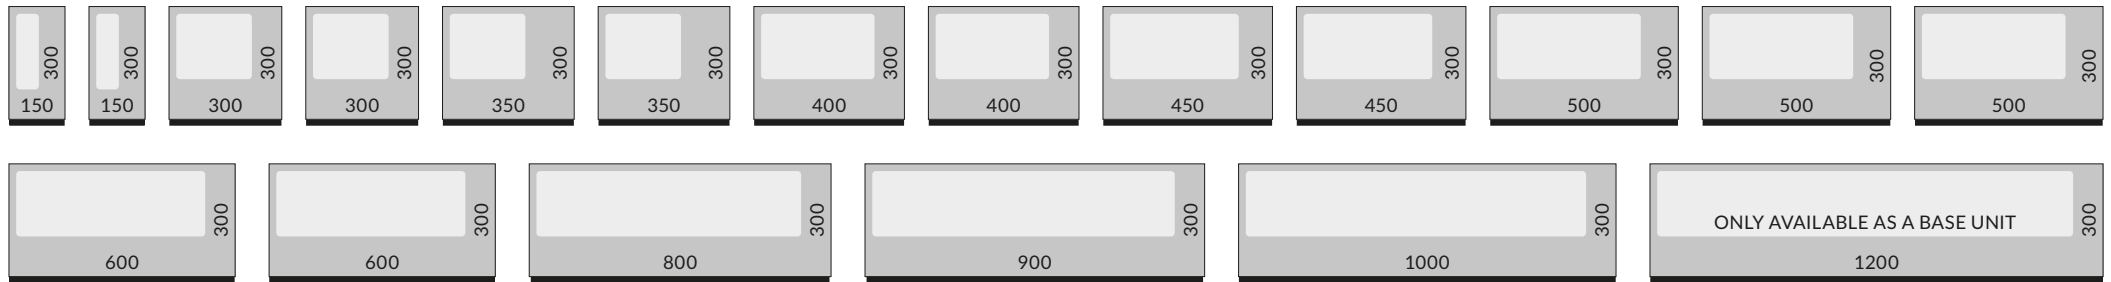 300 300 300 300 300 300 300 300 300 300 300 300 300
150 150 300 300 350 350 400 400 450 450 500 500 500
300 300 300 300 300 ONLY AVAILABLE AS A BASE UNIT 300
600 600 800 900 1000 1200